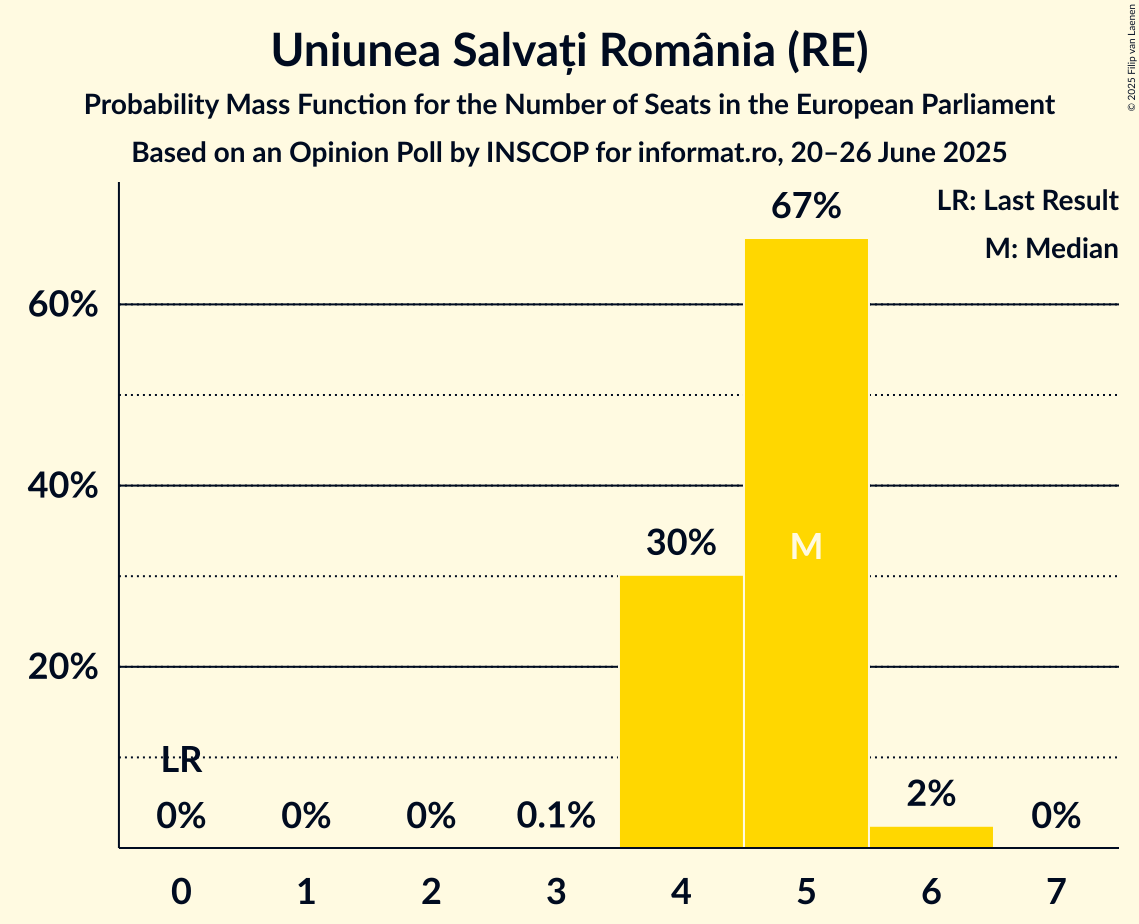 Uniunea Salvați România (RE)
Probability Mass Function for the Number of Seats in the European Parliament
Based on an Opinion Poll by INSCOP for informat.ro, 20–26 June 2025
© 2025 Filip van Laenen
LR: Last Result
M: Median
67%
60%
40%
30%
M
20%
LR
0%
0%
0%
0.1%
2%
0%
0 1 2 3 4 5 6 7